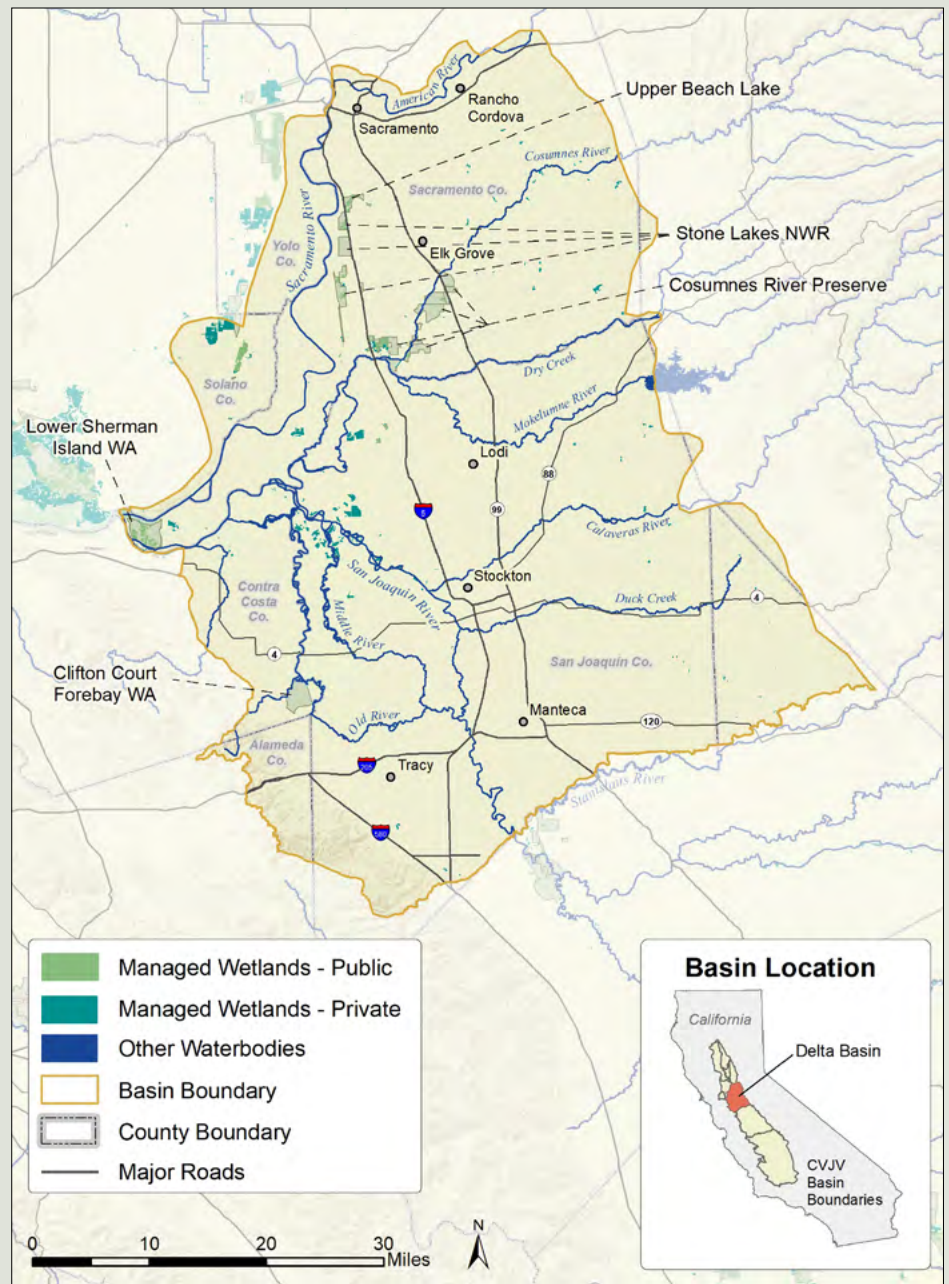 Upper Beach Lake
American River
Rancho
Cordova
Sacramento
Cosumnes River
Sacramento Co.
Stone Lakes NWR
Sacramento River
Yolo
Co.
Elk Grove
Cosumnes River Preserve
Dry Creek
Solano
Co.
Mokelumne River
Lower Sherman
Island WA
Lodi
88
5
99
Calaveras River
Contra
Costa
Co.
San Joaquin River
Stockton
Middle River
Duck Creek
4
4
San Joaquin Co.
Clifton Court
Forebay WA
Old River
Manteca
120
Alameda
Co.
205
Tracy
Stanislaus River
580
Managed Wetlands - Public
Managed Wetlands - Private
Other Waterbodies
Basin Boundary
County Boundary
Major Roads
Basin Location
California
Delta Basin
CVJV
Basin
Boundaries
0 10 20 30
Miles
N